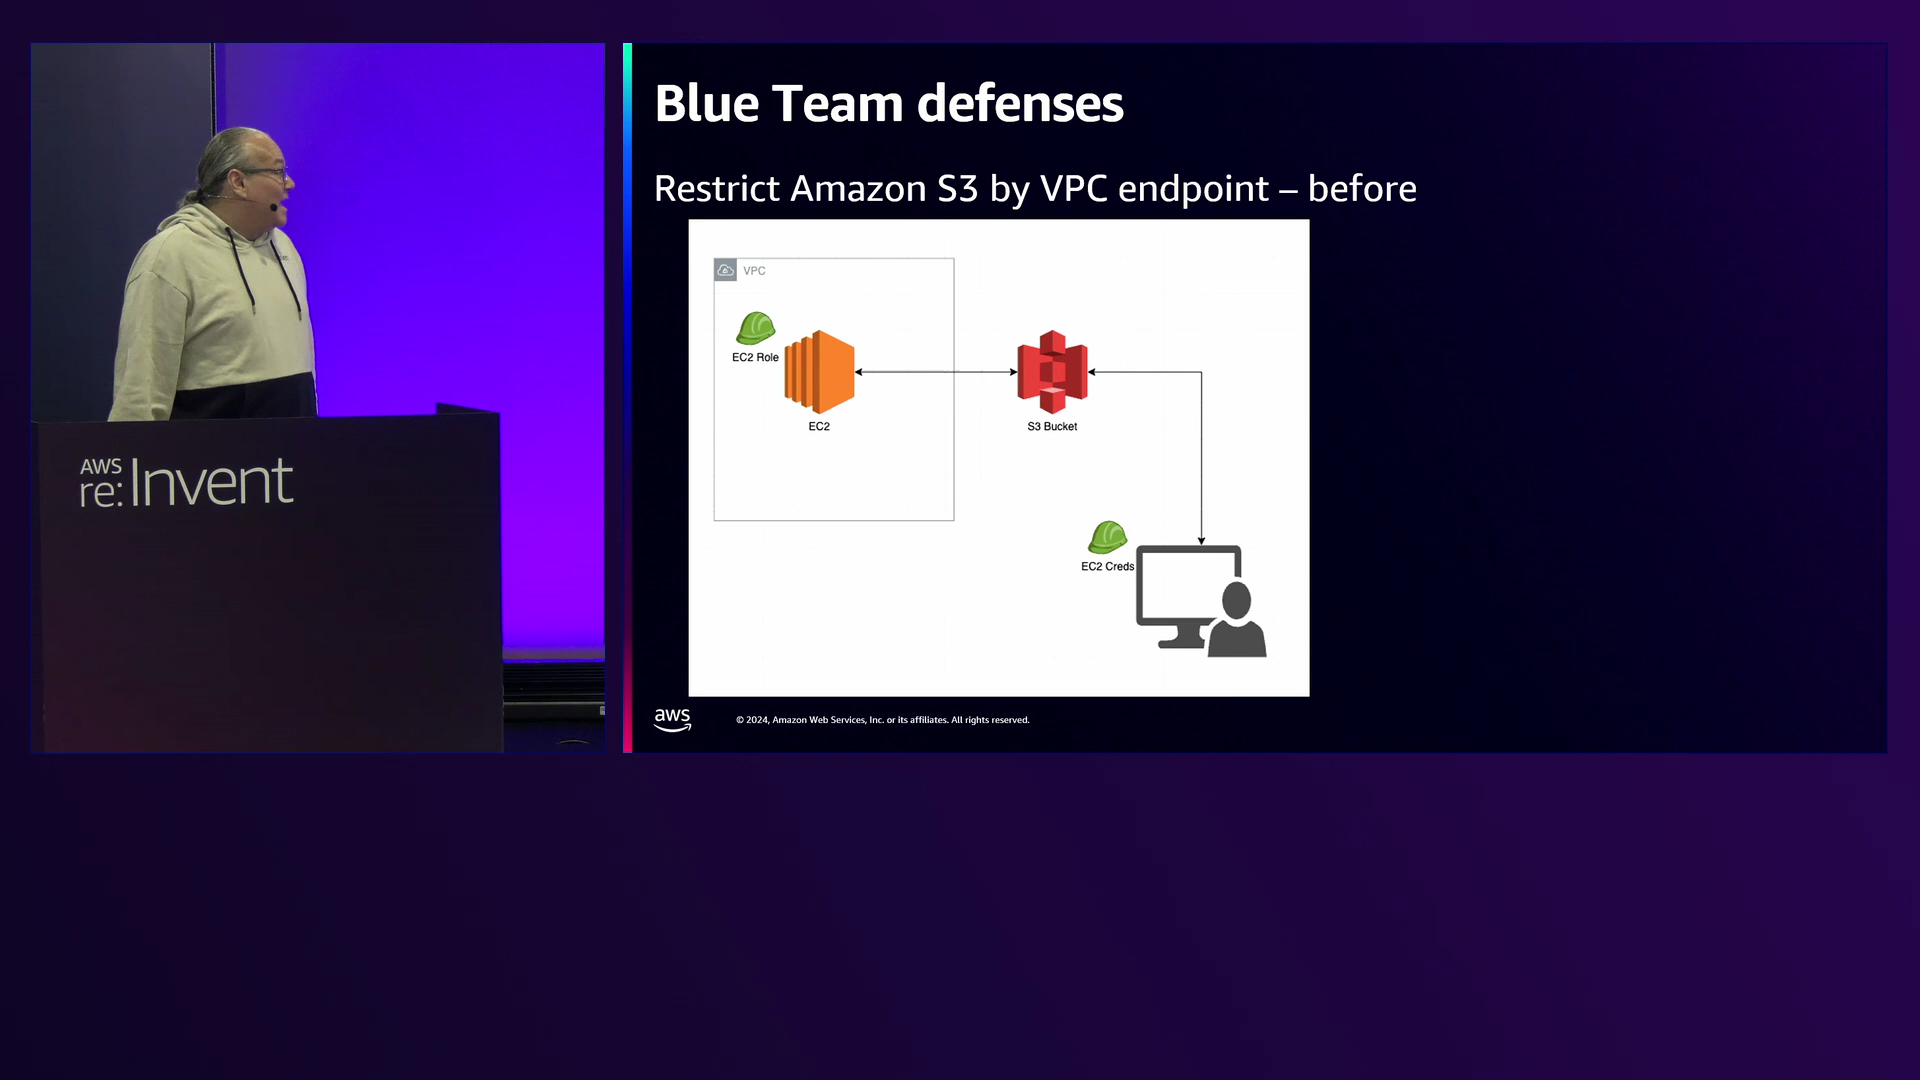 AWS
re:Invent
Blue Team defenses
Restrict Amazon S3 by VPC endpoint – before
VPC
EC2 Role
EC2
S3 Bucket
EC2 Creds
aws
© 2024, Amazon Web Services, Inc. or its affiliates. All rights reserved.